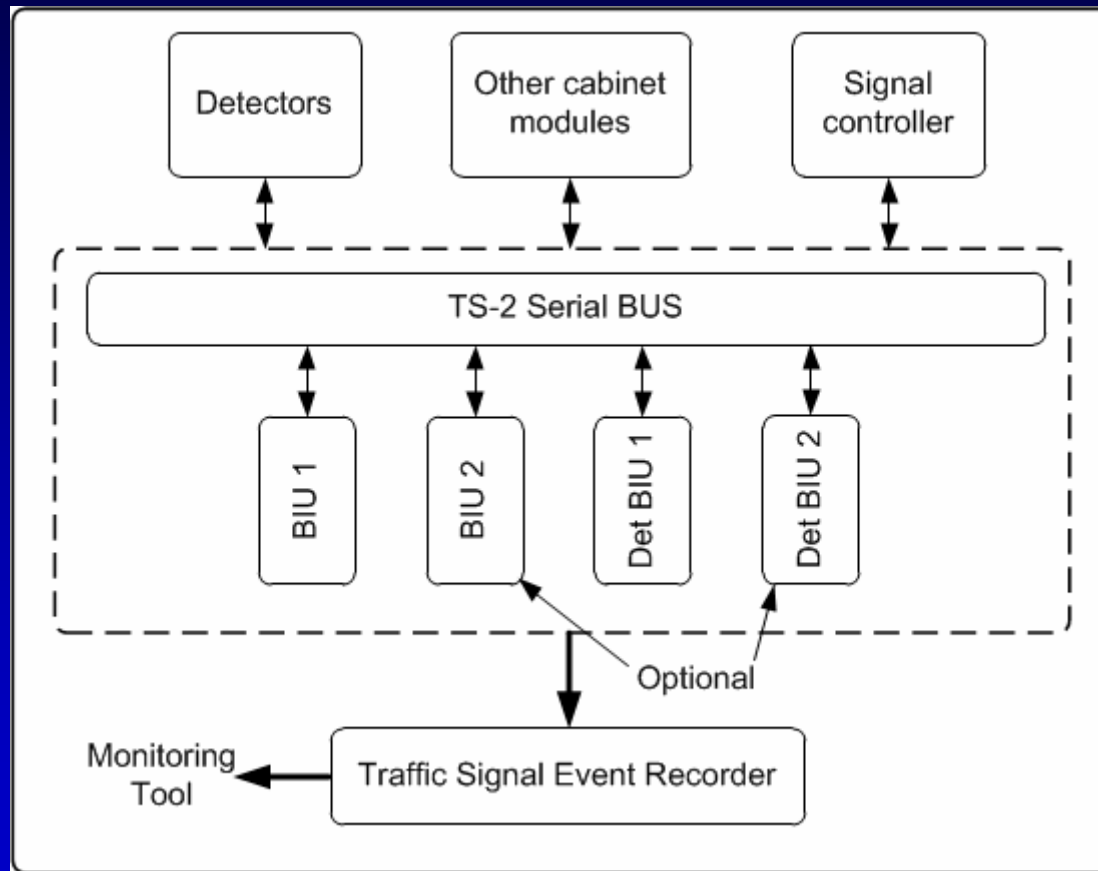 Detectors
Other cabinet
modules
Signal
controller
TS-2 Serial BUS
BIU 1
BIU 2
Det BIU 1
Det BIU 2
Optional
Monitoring
Tool
Traffic Signal Event Recorder